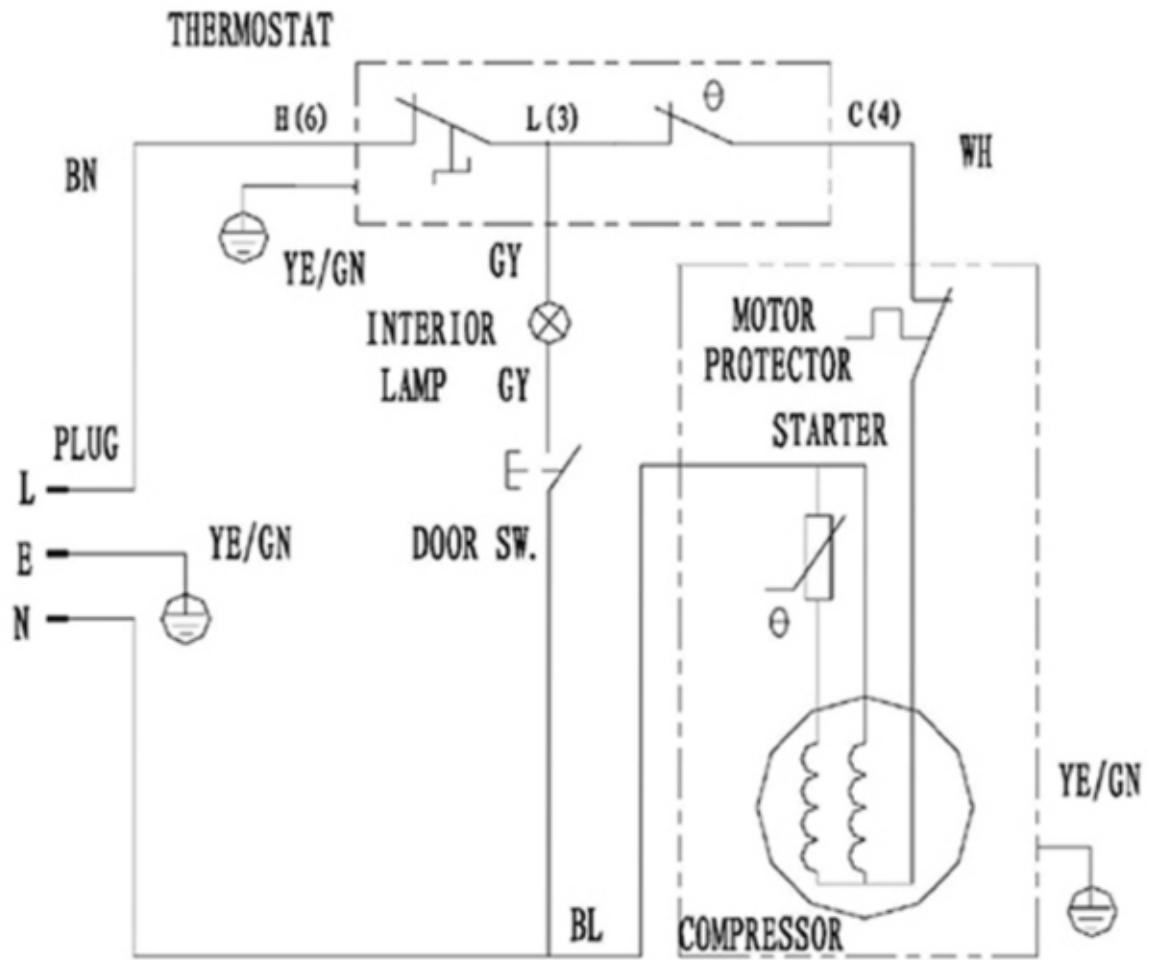 THERMOSTAT
H(6)
L(3)
θ
C(4)
BN
WH
YE/GN
GY
INTERIOR
LAMP
GY
MOTOR
PROTECTOR
STARTER
PLUG
L
E
N
YE/GN
DOOR SW.
θ
YE/GN
BL
COMPRESSOR